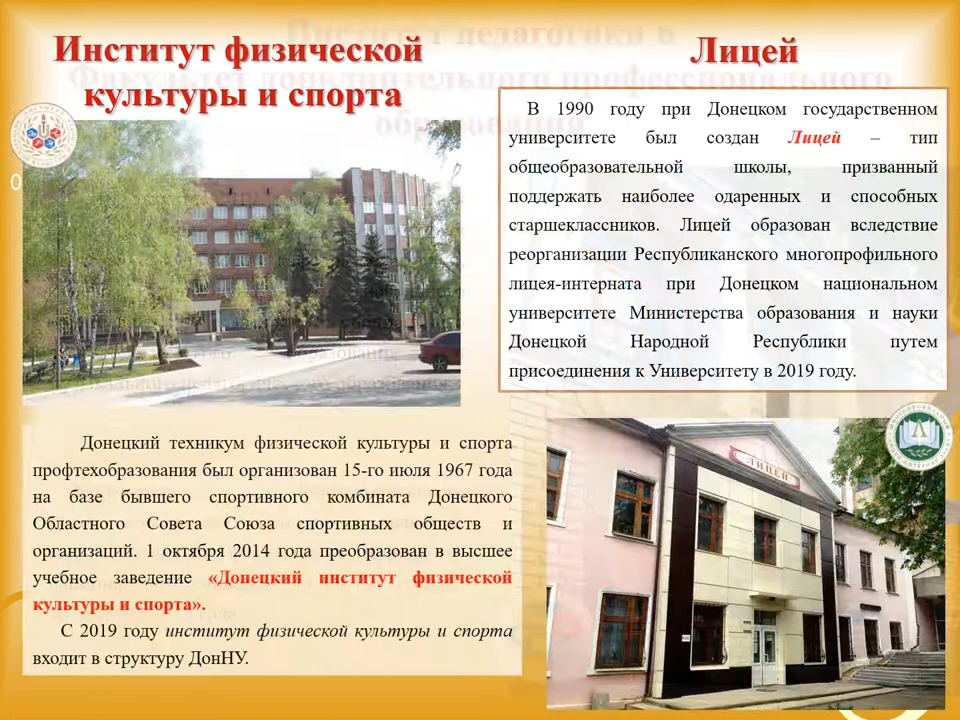 Институт физической
культуры и спорта
Донецкий техникум физической культуры и спорта
профтехобразования был организован 15-го июля 1967 года
на базе бывшего спортивного комбината Донецкого
Областного Совета Союза спортивных обществ и
организаций. 1 октября 2014 года преобразован в высшее
учебное заведение «Донецкий институт физической
культуры и спорта».
С 2019 году институт физической культуры и спорта
входит в структуру ДонНУ.
Лицей
В 1990 году при Донецком государственном
университете был создан Лицей – тип
общеобразовательной школы, призванный
поддержать наиболее одаренных и способных
старшеклассников. Лицей образован вследствие
реорганизации Республиканского многопрофильного
лицея-интерната при Донецком национальном
университете Министерства образования и науки
Донецкой Народной Республики путем
присоединения к Университету в 2019 году.
ЛИЦЕЙ